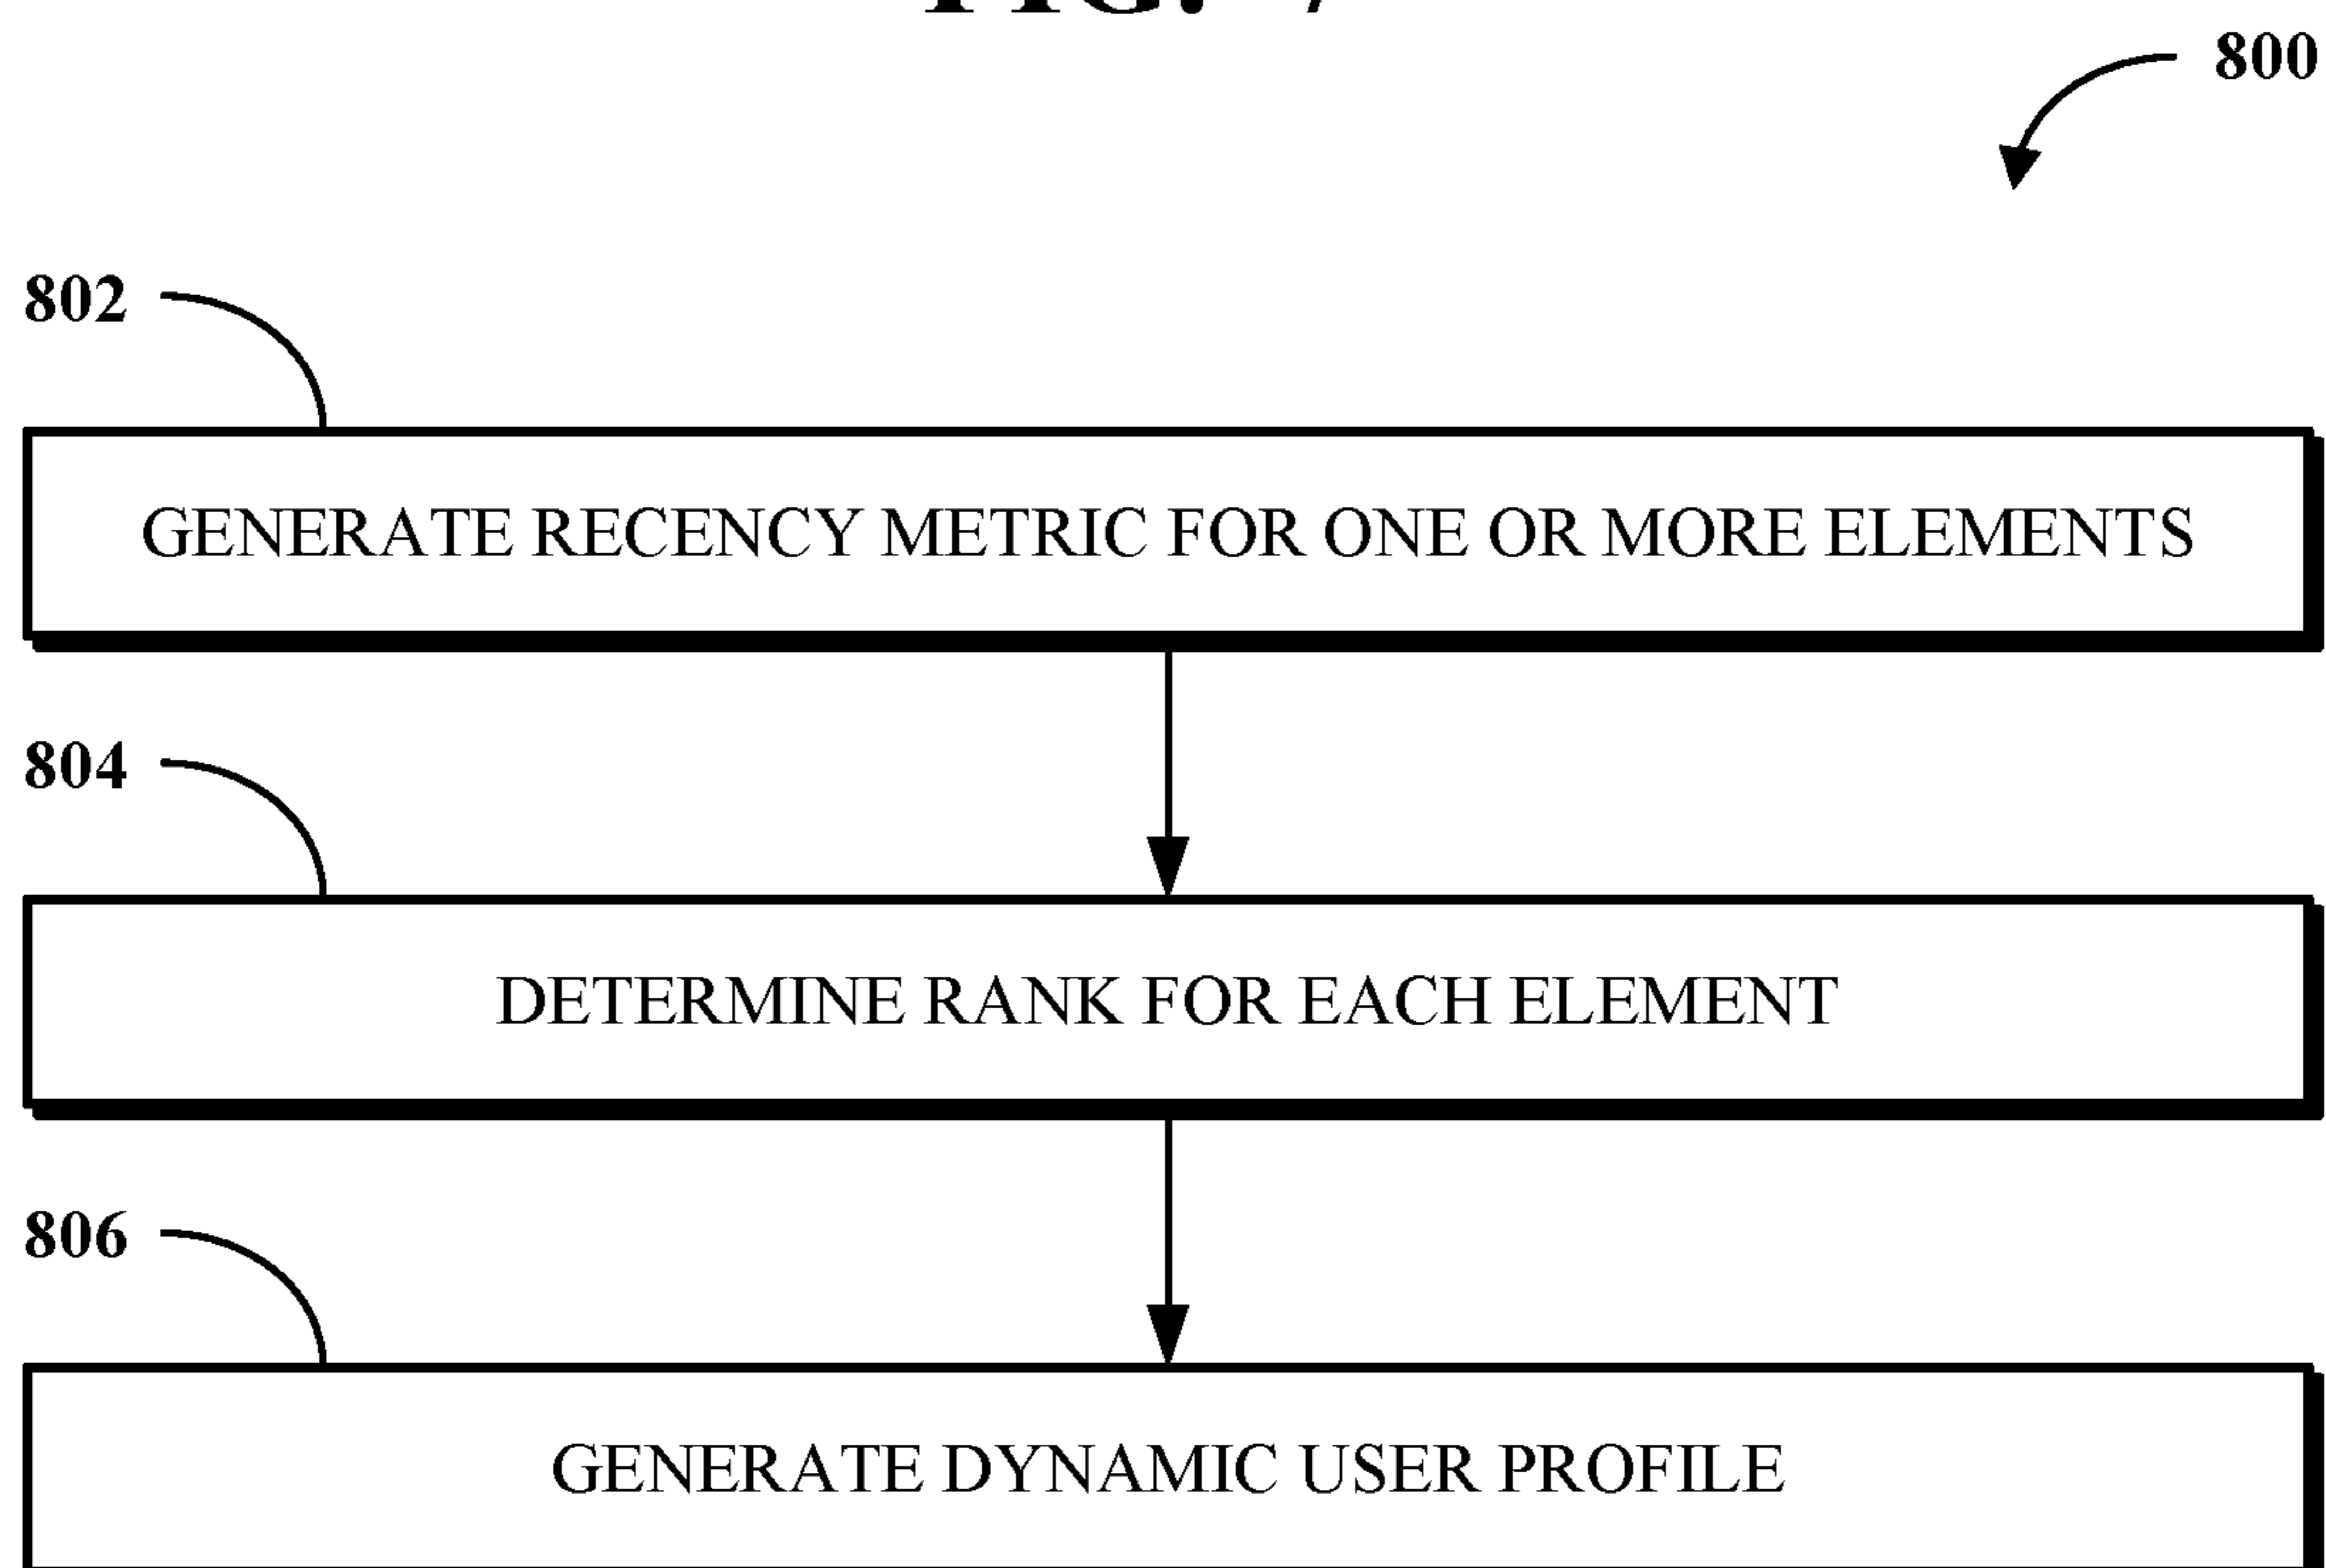 800
802
GENERATE RECENCY METRIC FOR ONE OR MORE ELEMENTS
804
DETERMINE RANK FOR EACH ELEMENT
806
GENERATE DYNAMIC USER PROFILE